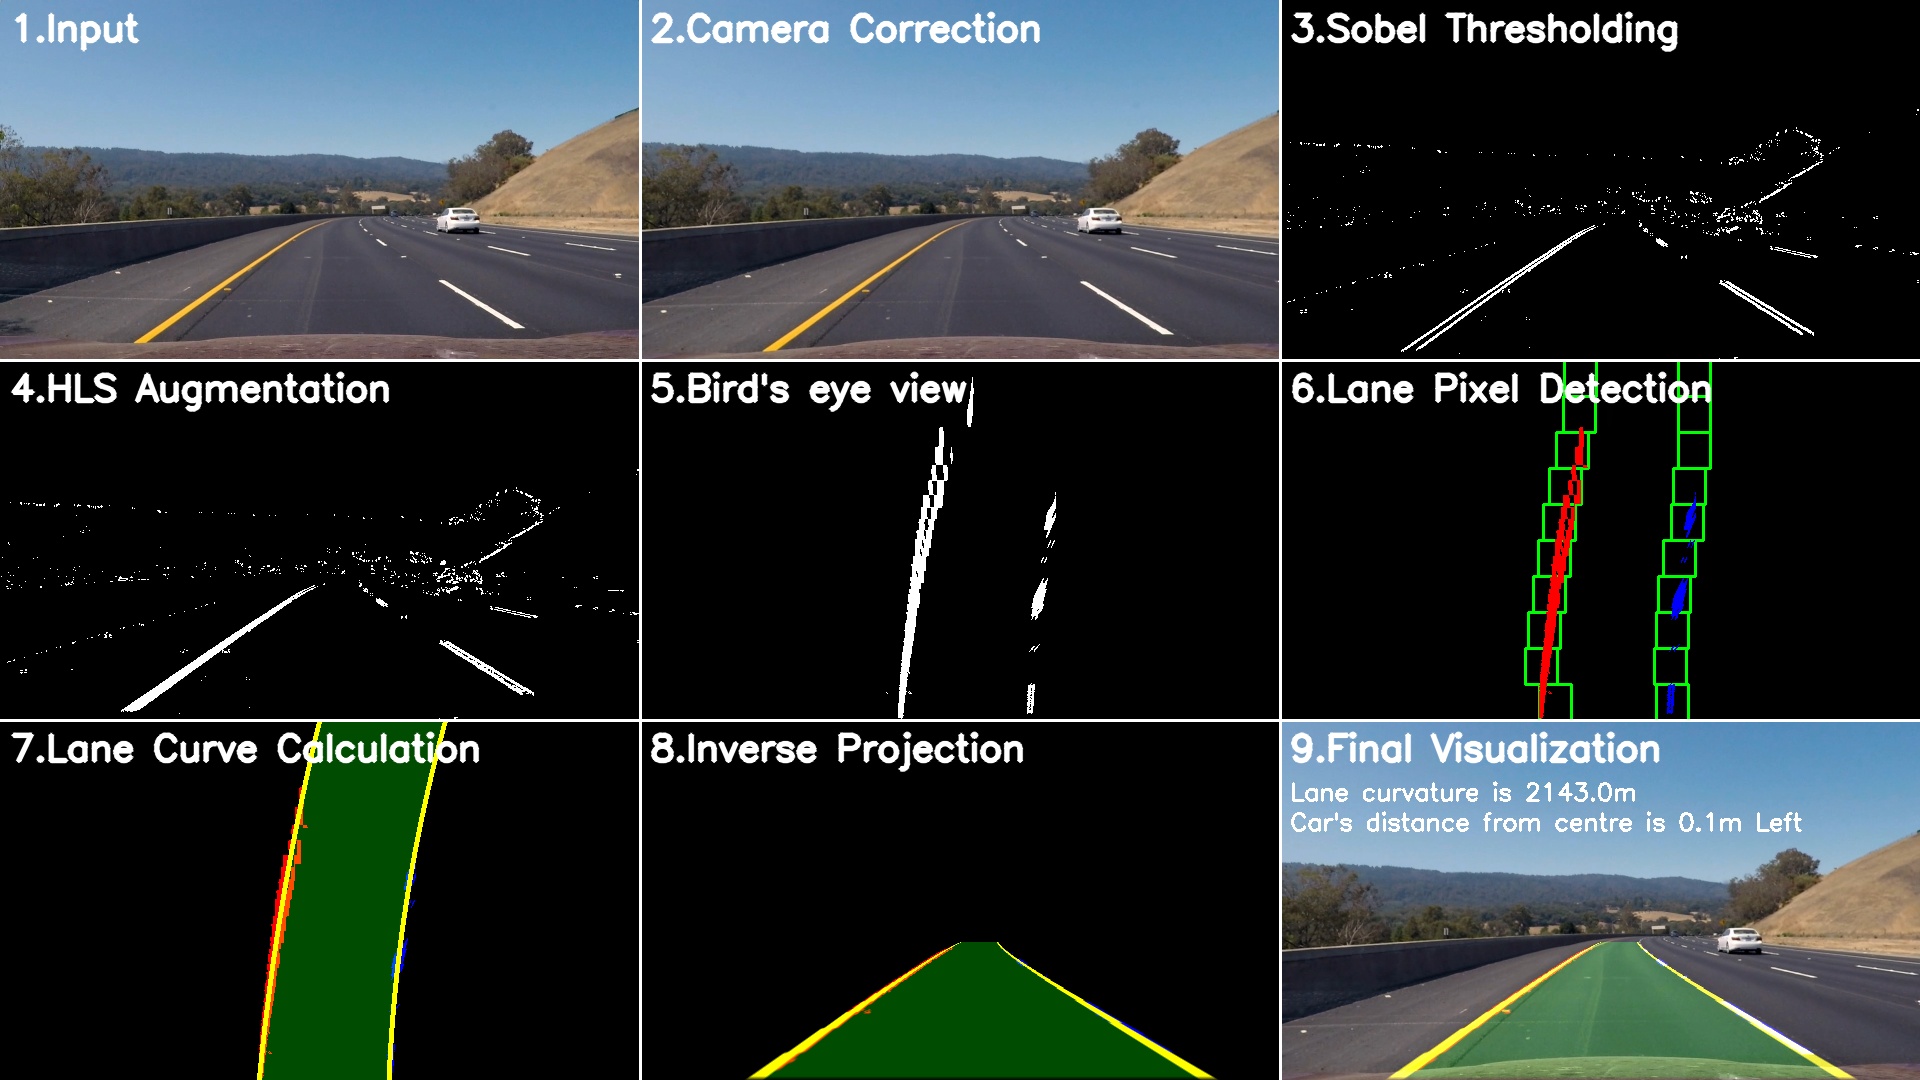 1.Input
2.Camera Correction
3.Sobel Thresholding
4.HLS Augmentation
5.Bird's eye view
6.Lane Pixel Detection
7.Lane Curve Calculation
8.Inverse Projection
9.Final Visualization
Lane curvature is 2143.0m
Car's distance from centre is 0.1m Left